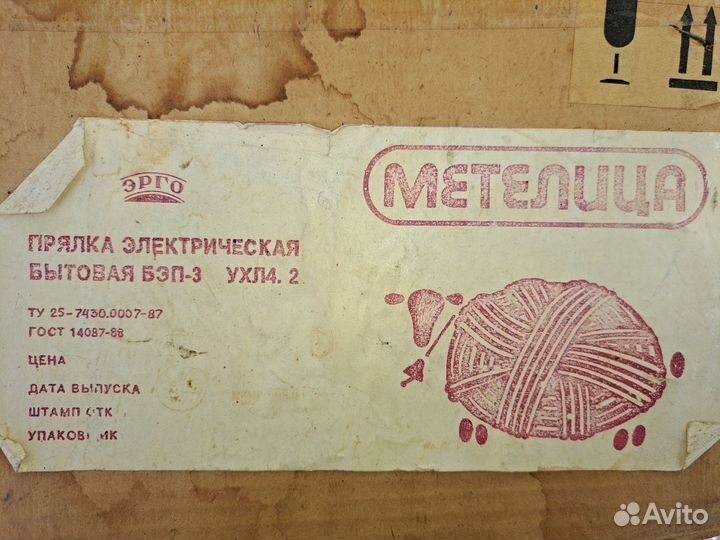 ЭРГО
МЕТЕЛИЦА
ПРЯЛКА ЭЛЕКТРИЧЕСКАЯ
БЫТОВАЯ БЭП-3 УХЛ4. 2
ТУ 25-7430.0007-87
ГОСТ 14087-88
ЦЕНА
ДАТА ВЫПУСКА
ШТАМП ОТК
УПАКОВЩИК
Avito